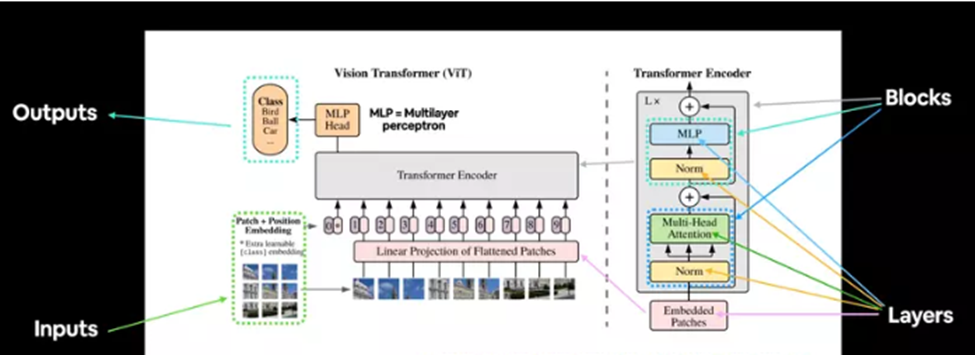 Vision Transformer (ViT)
Transformer Encoder
Outputs
Class
Bird
Ball
Car
...
MLP
Head
MLP = Multilayer
perceptron
Transformer Encoder
Patch + Position
Embedding
* Extra learnable
[class] embedding
0 * 1 2 3 4 5 6 7 8 9
Linear Projection of Flattened Patches
Inputs
L ×
+
MLP
Norm
+
Multi-Head
Attention
Norm
Embedded
Patches
Blocks
Layers